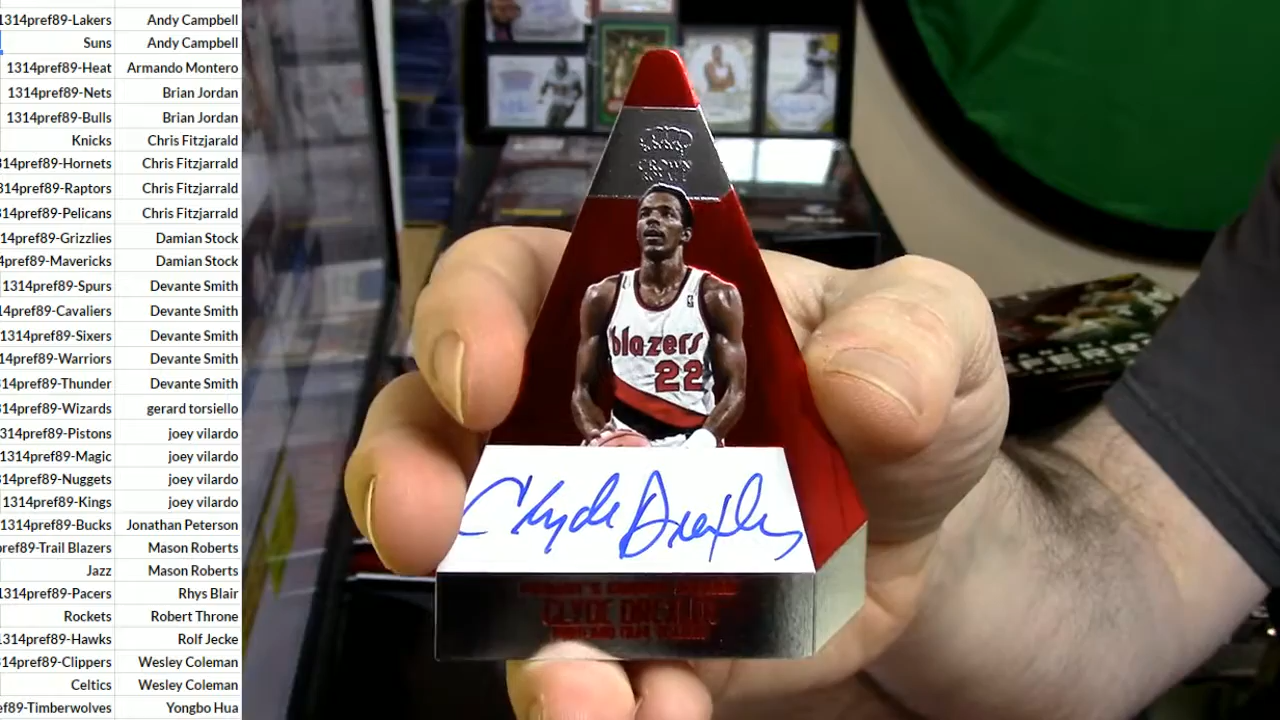 1314pref89-Lakers Andy Campbell
Suns Andy Campbell
1314pref89-Heat Armando Montero
1314pref89-Nets Brian Jordan
1314pref89-Bulls Brian Jordan
Knicks Chris Fitzjarald
314pref89-Hornets Chris Fitzjarrald
314pref89-Raptors Chris Fitzjarrald
314pref89-Pelicans Chris Fitzjarrald
14pref89-Grizzlies Damian Stock
4pref89-Mavericks Damian Stock
1314pref89-Spurs Devante Smith
14pref89-Cavaliers Devante Smith
1314pref89-Sixers Devante Smith
14pref89-Warriors Devante Smith
314pref89-Thunder Devante Smith
314pref89-Wizards gerard torsiello
314pref89-Pistons joey vilardo
1314pref89-Magic joey vilardo
14pref89-Nuggets joey vilardo
1314pref89-Kings joey vilardo
1314pref89-Bucks Jonathan Peterson
pref89-Trail Blazers Mason Roberts
Jazz Mason Roberts
1314pref89-Pacers Rhys Blair
Rockets Robert Throne
1314pref89-Hawks Rolf Jecke
314pref89-Clippers Wesley Coleman
Celtics Wesley Coleman
ef89-Timberwolves Yongbo Hua
CROWN
ROYALE
blazers
22
Clyde Drexler
CLYDE DREXLER